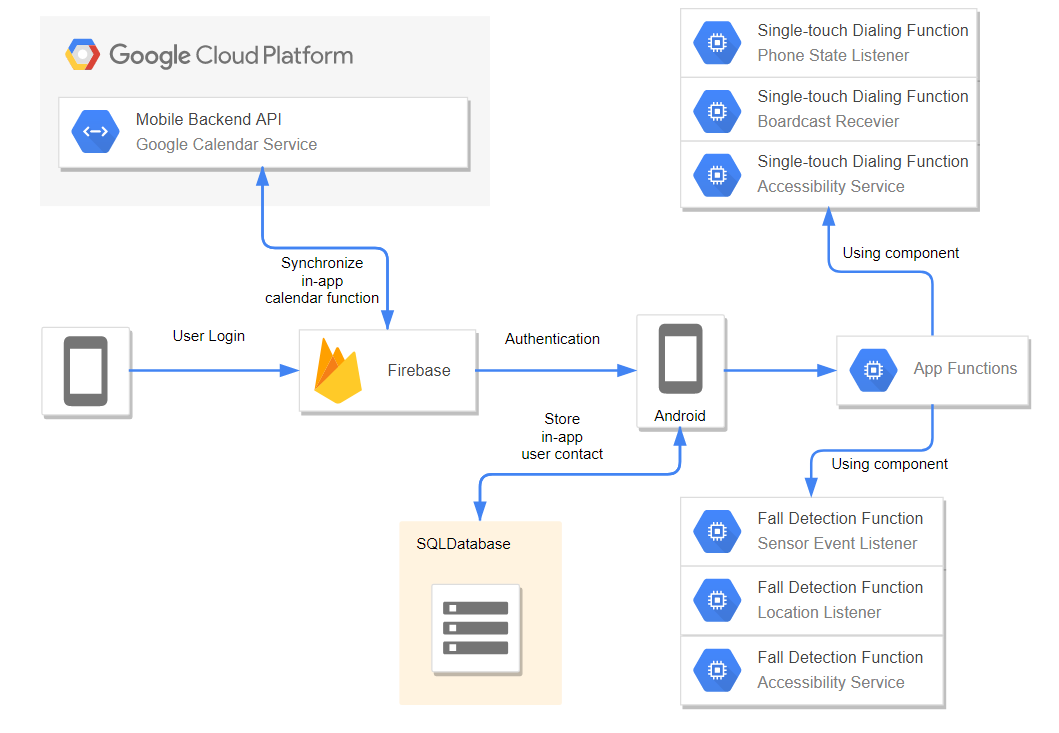 Google Cloud Platform
Mobile Backend API
Google Calendar Service
Synchronize
in-app
calendar function
User Login
Firebase
Authentication
Android
Store
in-app
user contact
SQLDatabase
App Functions
Using component
Single-touch Dialing Function
Phone State Listener
Single-touch Dialing Function
Boardcast Recevier
Single-touch Dialing Function
Accessibility Service
Using component
Fall Detection Function
Sensor Event Listener
Fall Detection Function
Location Listener
Fall Detection Function
Accessibility Service